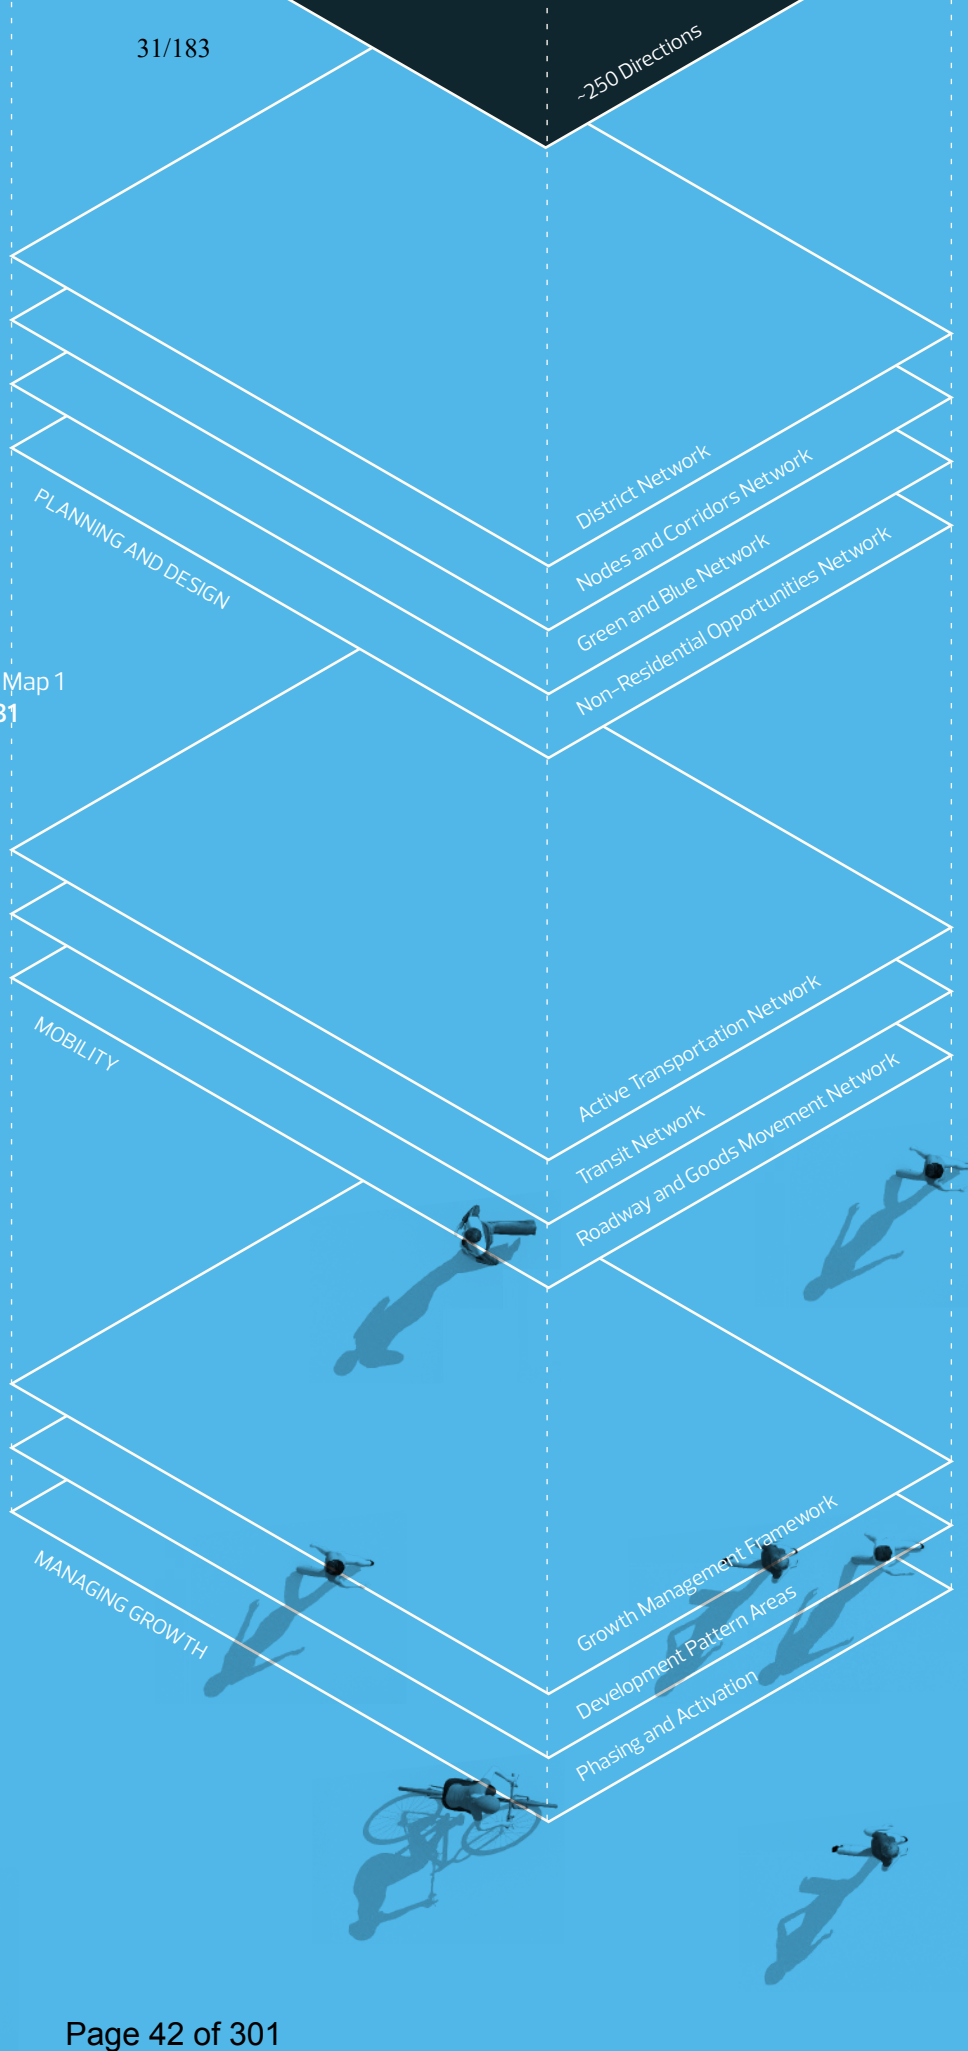 31/183
~250 Directions
District Network
Nodes and Corridors Network
Green and Blue Network
Non-Residential Opportunities Network
PLANNING AND DESIGN
Map 1
31
Active Transportation Network
Transit Network
Roadway and Goods Movement Network
MOBILITY
Growth Management Framework
Development Pattern Areas
Phasing and Activation
MANAGING GROWTH
Page 42 of 301